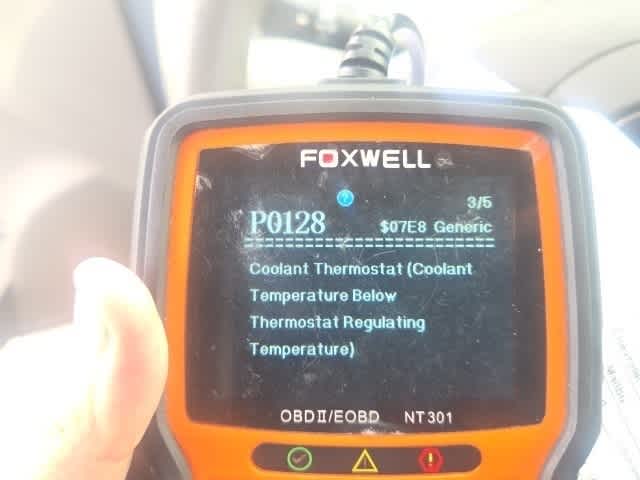 FOXWELL
3/5
P0128 $07E8 Generic
Coolant Thermostat (Coolant
Temperature Below
Thermostat Regulating
Temperature)
OBDII/EOBD NT301